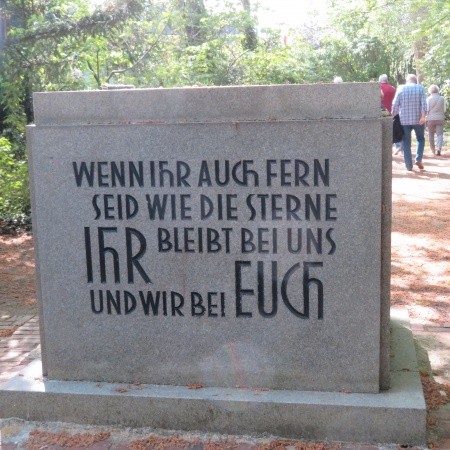 WENN IHR AUCH FERN
SEID WIE DIE STERNE
IHR BLEIBT BEI UNS
UND WIR BEI EUCH